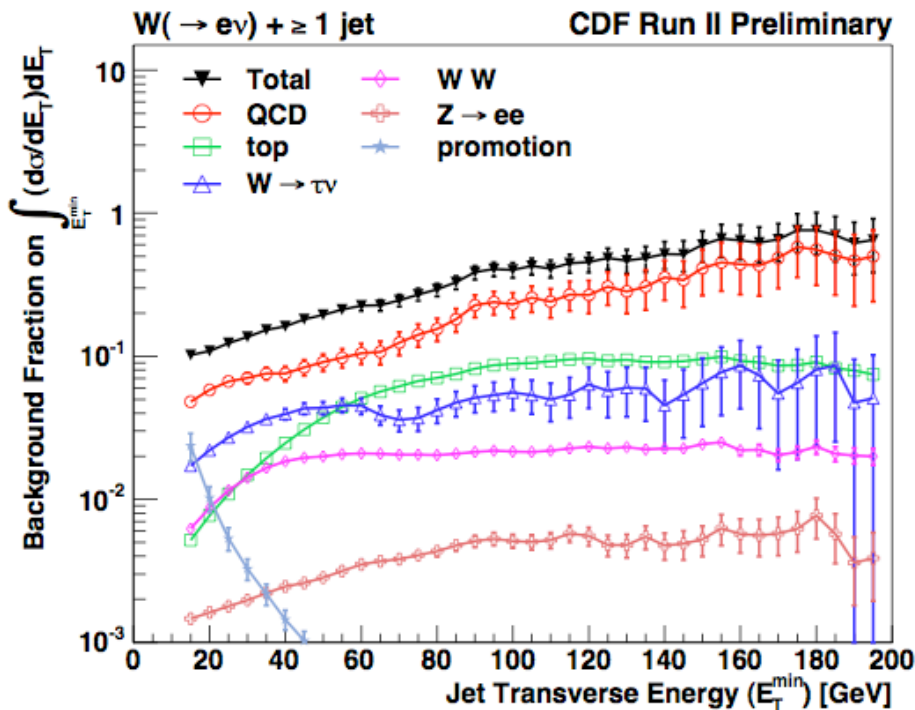 W( → eν) + ≥ 1 jet
CDF Run II Preliminary
Background Fraction on ∫E_T^min (dσ/dE_T)dE_T
10
1
10^-1
10^-2
10^-3
Total
QCD
top
W → τν
W W
Z → ee
promotion
20 40 60 80 100 120 140 160 180 200
Jet Transverse Energy (E_T^min) [GeV]